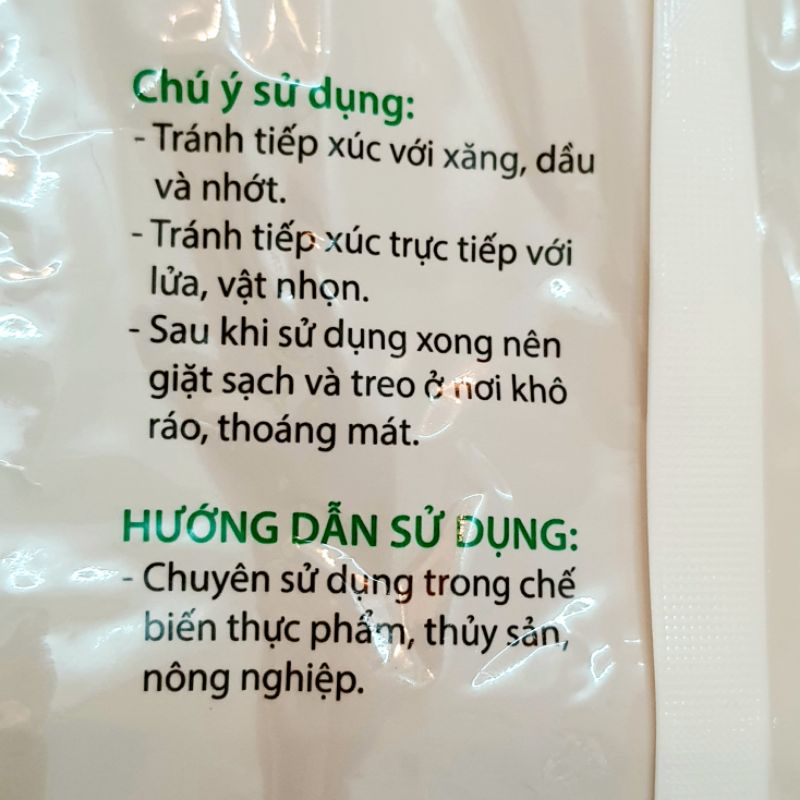 Chú ý sử dụng:
- Tránh tiếp xúc với xăng, dầu
và nhớt.
- Tránh tiếp xúc trực tiếp với
lửa, vật nhọn.
- Sau khi sử dụng xong nên
giặt sạch và treo ở nơi khô
ráo, thoáng mát.
HƯỚNG DẪN SỬ DỤNG:
- Chuyên sử dụng trong chế
biến thực phẩm, thủy sản,
nông nghiệp.